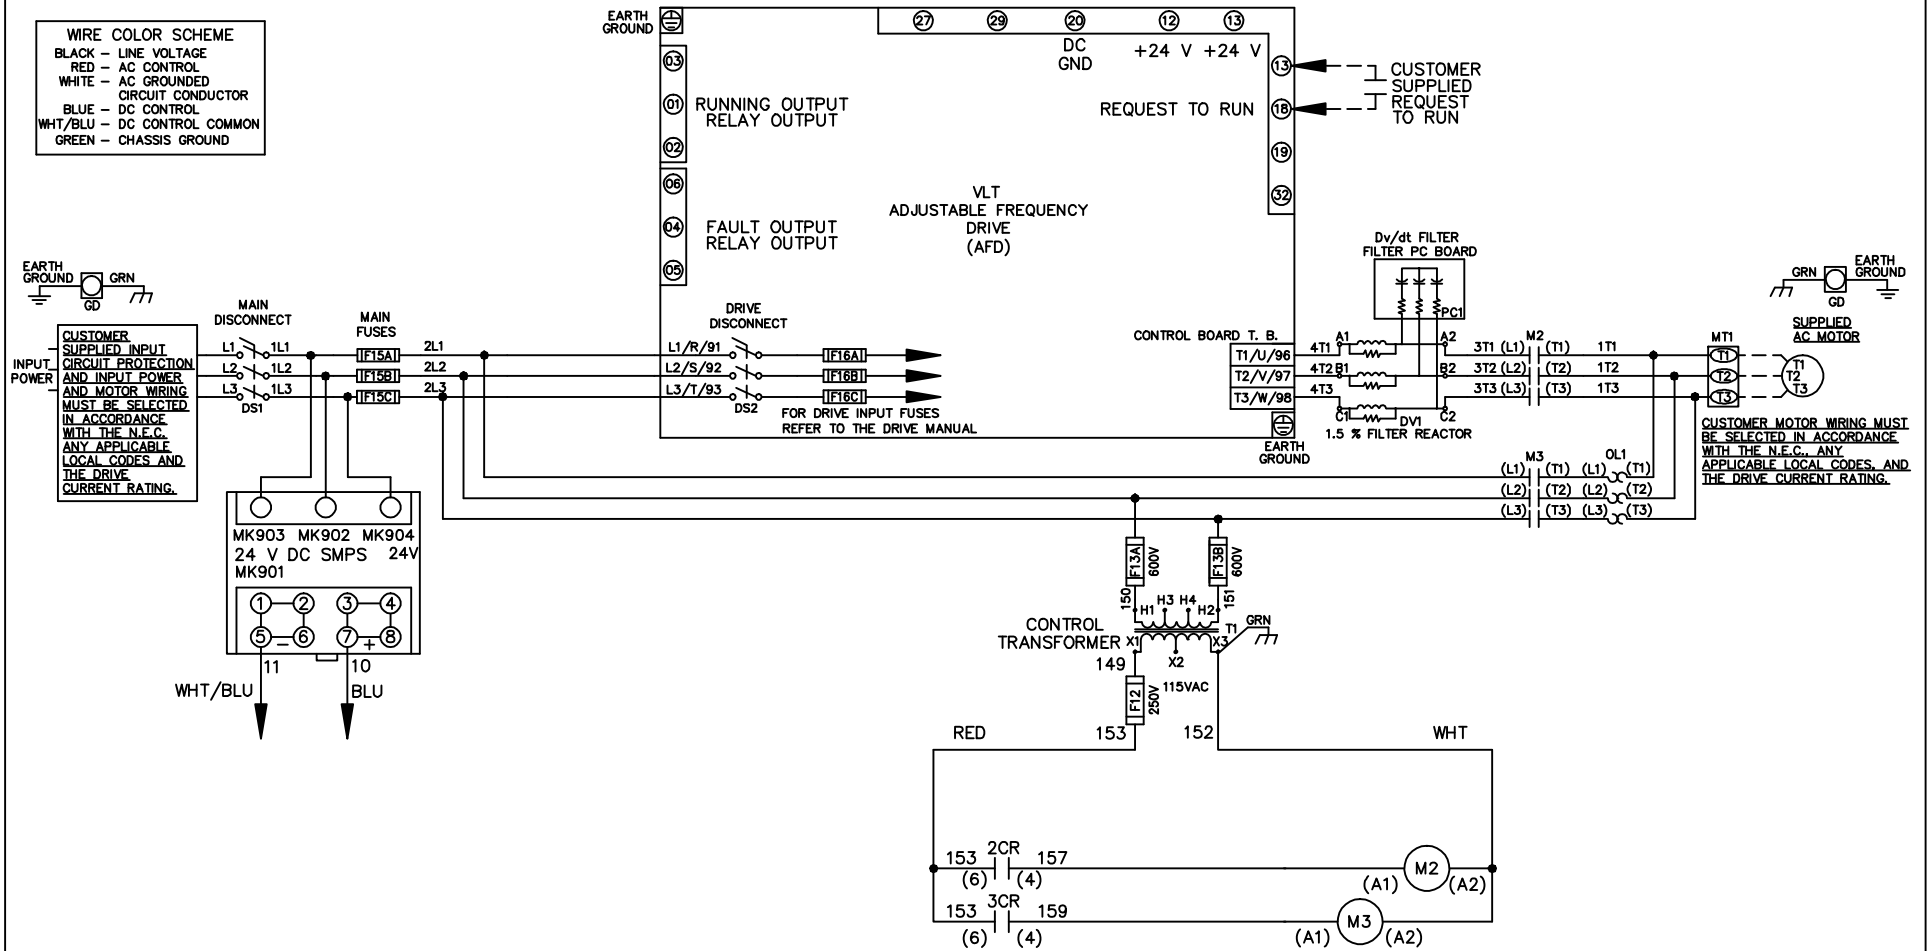 WIRE COLOR SCHEME
BLACK – LINE VOLTAGE
RED – AC CONTROL
WHITE – AC GROUNDED
CIRCUIT CONDUCTOR
BLUE – DC CONTROL
WHT/BLU – DC CONTROL COMMON
GREEN – CHASSIS GROUND
EARTH
GROUND
27
29
20
12
13
DC
GND
+24 V +24 V
03
01
02
RUNNING OUTPUT
RELAY OUTPUT
06
04
05
FAULT OUTPUT
RELAY OUTPUT
VLT
ADJUSTABLE FREQUENCY
DRIVE
(AFD)
REQUEST TO RUN
13
18
19
32
CUSTOMER
SUPPLIED
REQUEST
TO RUN
EARTH
GROUND
GRN
GD
INPUT
POWER
CUSTOMER
SUPPLIED INPUT
CIRCUIT PROTECTION
AND INPUT POWER
AND MOTOR WIRING
MUST BE SELECTED
IN ACCORDANCE
WITH THE N.E.C.
ANY APPLICABLE
LOCAL CODES AND
THE DRIVE
CURRENT RATING.
MAIN
DISCONNECT
L1 1L1
L2 1L2
L3 1L3
DS1
MAIN
FUSES
F15A 2L1
F15B 2L2
F15C 2L3
DRIVE
DISCONNECT
L1/R/91
L2/S/92
L3/T/93
DS2
F16A
F16B
F16C
FOR DRIVE INPUT FUSES
REFER TO THE DRIVE MANUAL
CONTROL BOARD T. B.
T1/U/96
T2/V/97
T3/W/98
EARTH
GROUND
4T1
4T2
4T3
Dv/dt FILTER
FILTER PC BOARD
PC1
A1 A2
B1 B2
C1 C2
DV1
1.5 % FILTER REACTOR
M2
3T1 (L1) (T1) 1T1
3T2 (L2) (T2) 1T2
3T3 (L3) (T3) 1T3
MT1
T1
T2
T3
T1
T2
T3
GRN
GD
EARTH
GROUND
SUPPLIED
AC MOTOR
CUSTOMER MOTOR WIRING MUST
BE SELECTED IN ACCORDANCE
WITH THE N.E.C., ANY
APPLICABLE LOCAL CODES, AND
THE DRIVE CURRENT RATING.
M3 OL1
(L1) (T1) (L1) (T1)
(L2) (T2) (L2) (T2)
(L3) (T3) (L3) (T3)
MK903 MK902 MK904
24 V DC SMPS 24V
MK901
1 2 3 4
5 – 6 7 + 8
11
10
WHT/BLU
BLU
F13A
600V
F13B
600V
150
151
H1 H3 H4 H2
CONTROL
TRANSFORMER
T1
GRN
X1
X2
X3
149
115VAC
F12
250V
153
152
RED
WHT
153 2CR 157
(6) (4)
M2
(A1) (A2)
153 3CR 159
(6) (4)
M3
(A1) (A2)